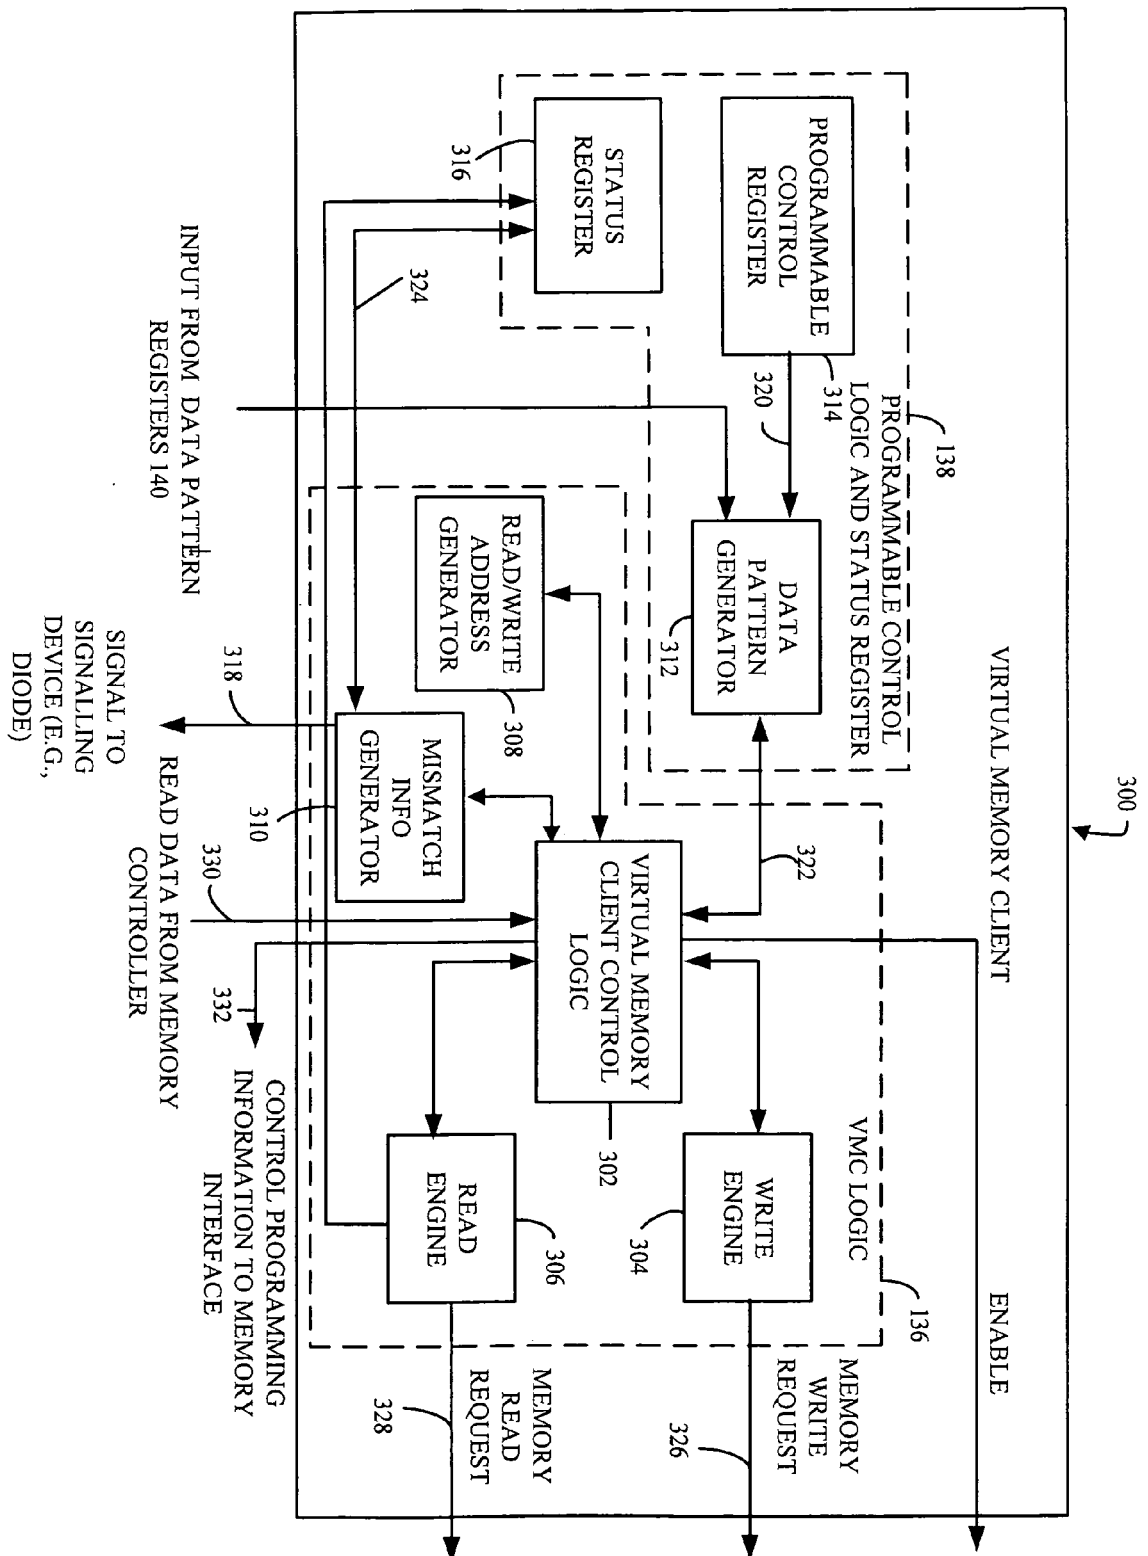 300
VIRTUAL MEMORY CLIENT
ENABLE
138
PROGRAMMABLE CONTROL
LOGIC AND STATUS REGISTER
PROGRAMMABLE
CONTROL
REGISTER
314
320
DATA
PATTERN
GENERATOR
312
STATUS
REGISTER
316
324
322
VMC LOGIC
136
READ/WRITE
ADDRESS
GENERATOR
308
VIRTUAL MEMORY
CLIENT CONTROL
LOGIC
302
WRITE
ENGINE
304
MEMORY
WRITE
REQUEST
326
READ
ENGINE
306
MEMORY
READ
REQUEST
328
MISMATCH
INFO
GENERATOR
310
INPUT FROM DATA PATTERN
REGISTERS 140
318
SIGNAL TO
SIGNALLING
DEVICE (E.G.,
DIODE)
330
READ DATA FROM MEMORY
CONTROLLER
332
CONTROL PROGRAMMING
INFORMATION TO MEMORY
INTERFACE